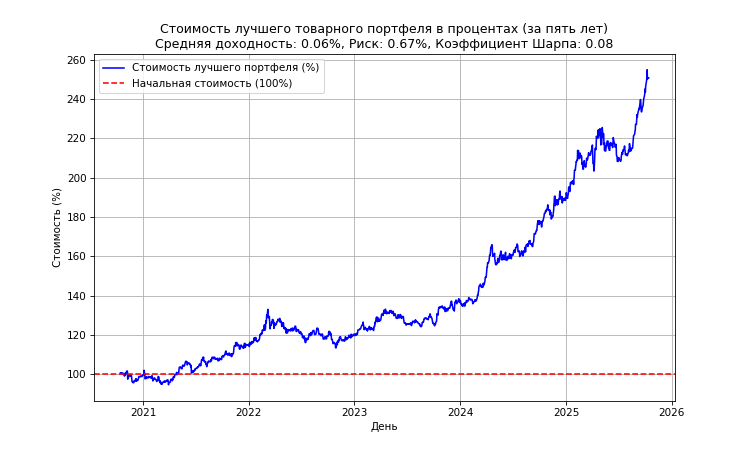 Стоимость лучшего товарного портфеля в процентах (за пять лет)
Средняя доходность: 0.06%, Риск: 0.67%, Коэффициент Шарпа: 0.08
Стоимость лучшего портфеля (%)
Начальная стоимость (100%)
Стоимость (%)
260
240
220
200
180
160
140
120
100
2021
2022
2023
2024
2025
2026
День